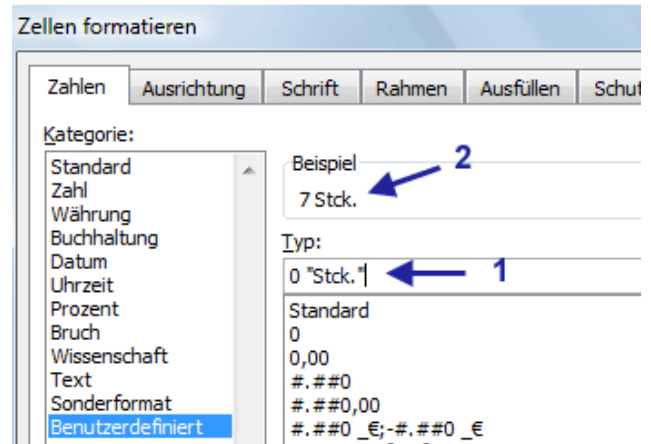 Zellen formatieren
Zahlen Ausrichtung Schrift Rahmen Ausfüllen Schut
Kategorie:
Standard
Zahl
Währung
Buchhaltung
Datum
Uhrzeit
Prozent
Bruch
Wissenschaft
Text
Sonderformat
Benutzerdefiniert
Beispiel
2
7 Stck.
Typ:
0 "Stck."
1
Standard
0
0,00
#.##0
#.##0,00
#.##0 _€;-#.##0 _€